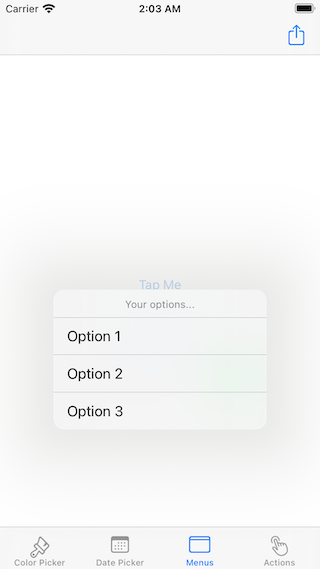 Carrier 2:03 AM
Tap Me
Your options...
Option 1
Option 2
Option 3
Color Picker Date Picker Menus Actions